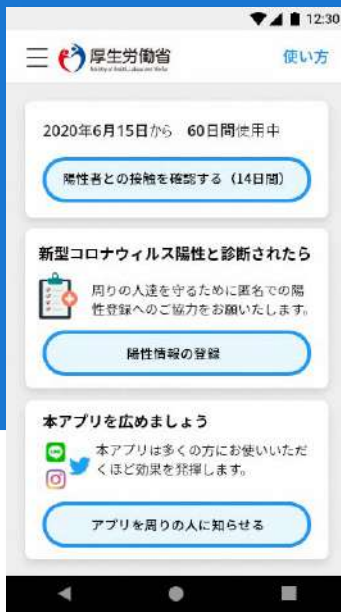 12:30
厚生労働省
使い方
2020年6月15日から 60日間使用中
陽性者との接触を確認する（14日間）
新型コロナウィルス陽性と診断されたら
周りの人達を守るために匿名での陽
性登録へのご協力をお願いいたします。
陽性情報の登録
本アプリを広めましょう
本アプリは多くの方にお使いいただ
くほど効果を発揮します。
アプリを周りの人に知らせる